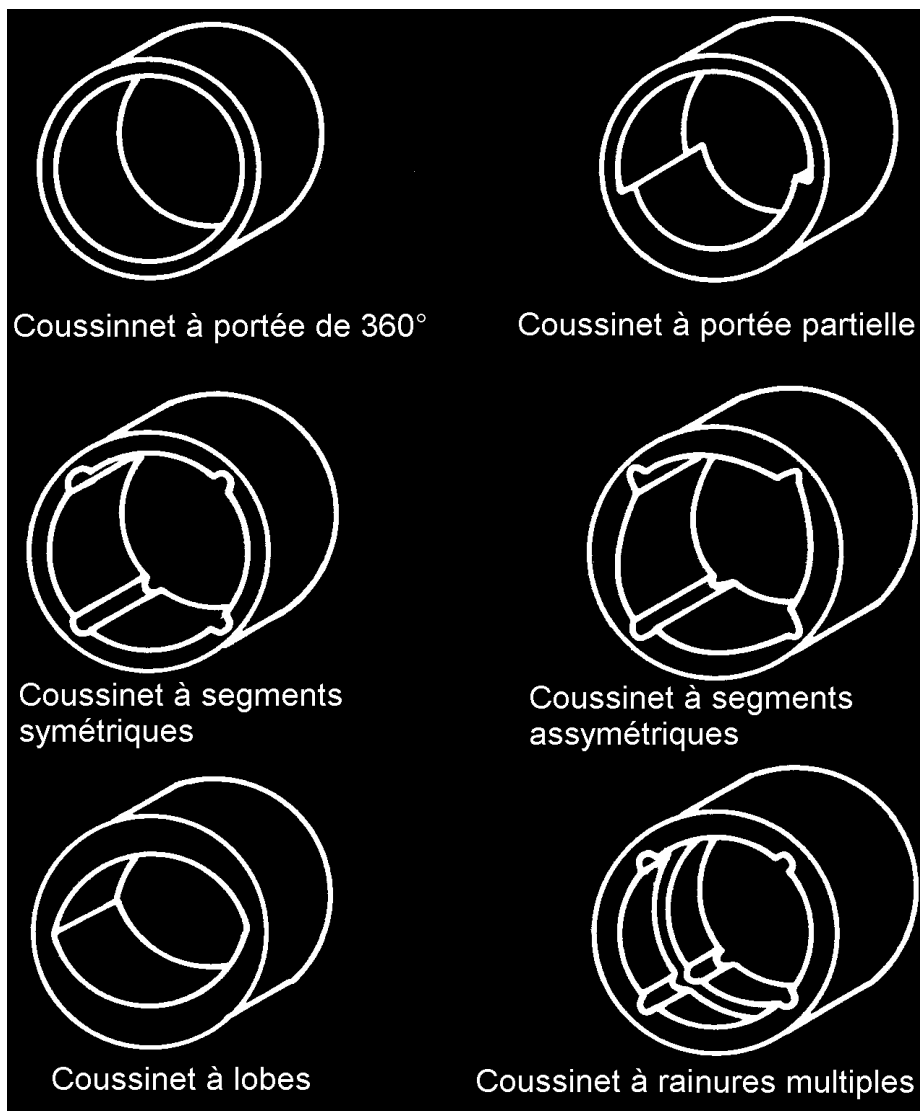 Coussinnet à portée de 360°
Coussinet à portée partielle
Coussinet à segments
symétriques
Coussinet à segments
assymétriques
Coussinet à lobes
Coussinet à rainures multiples